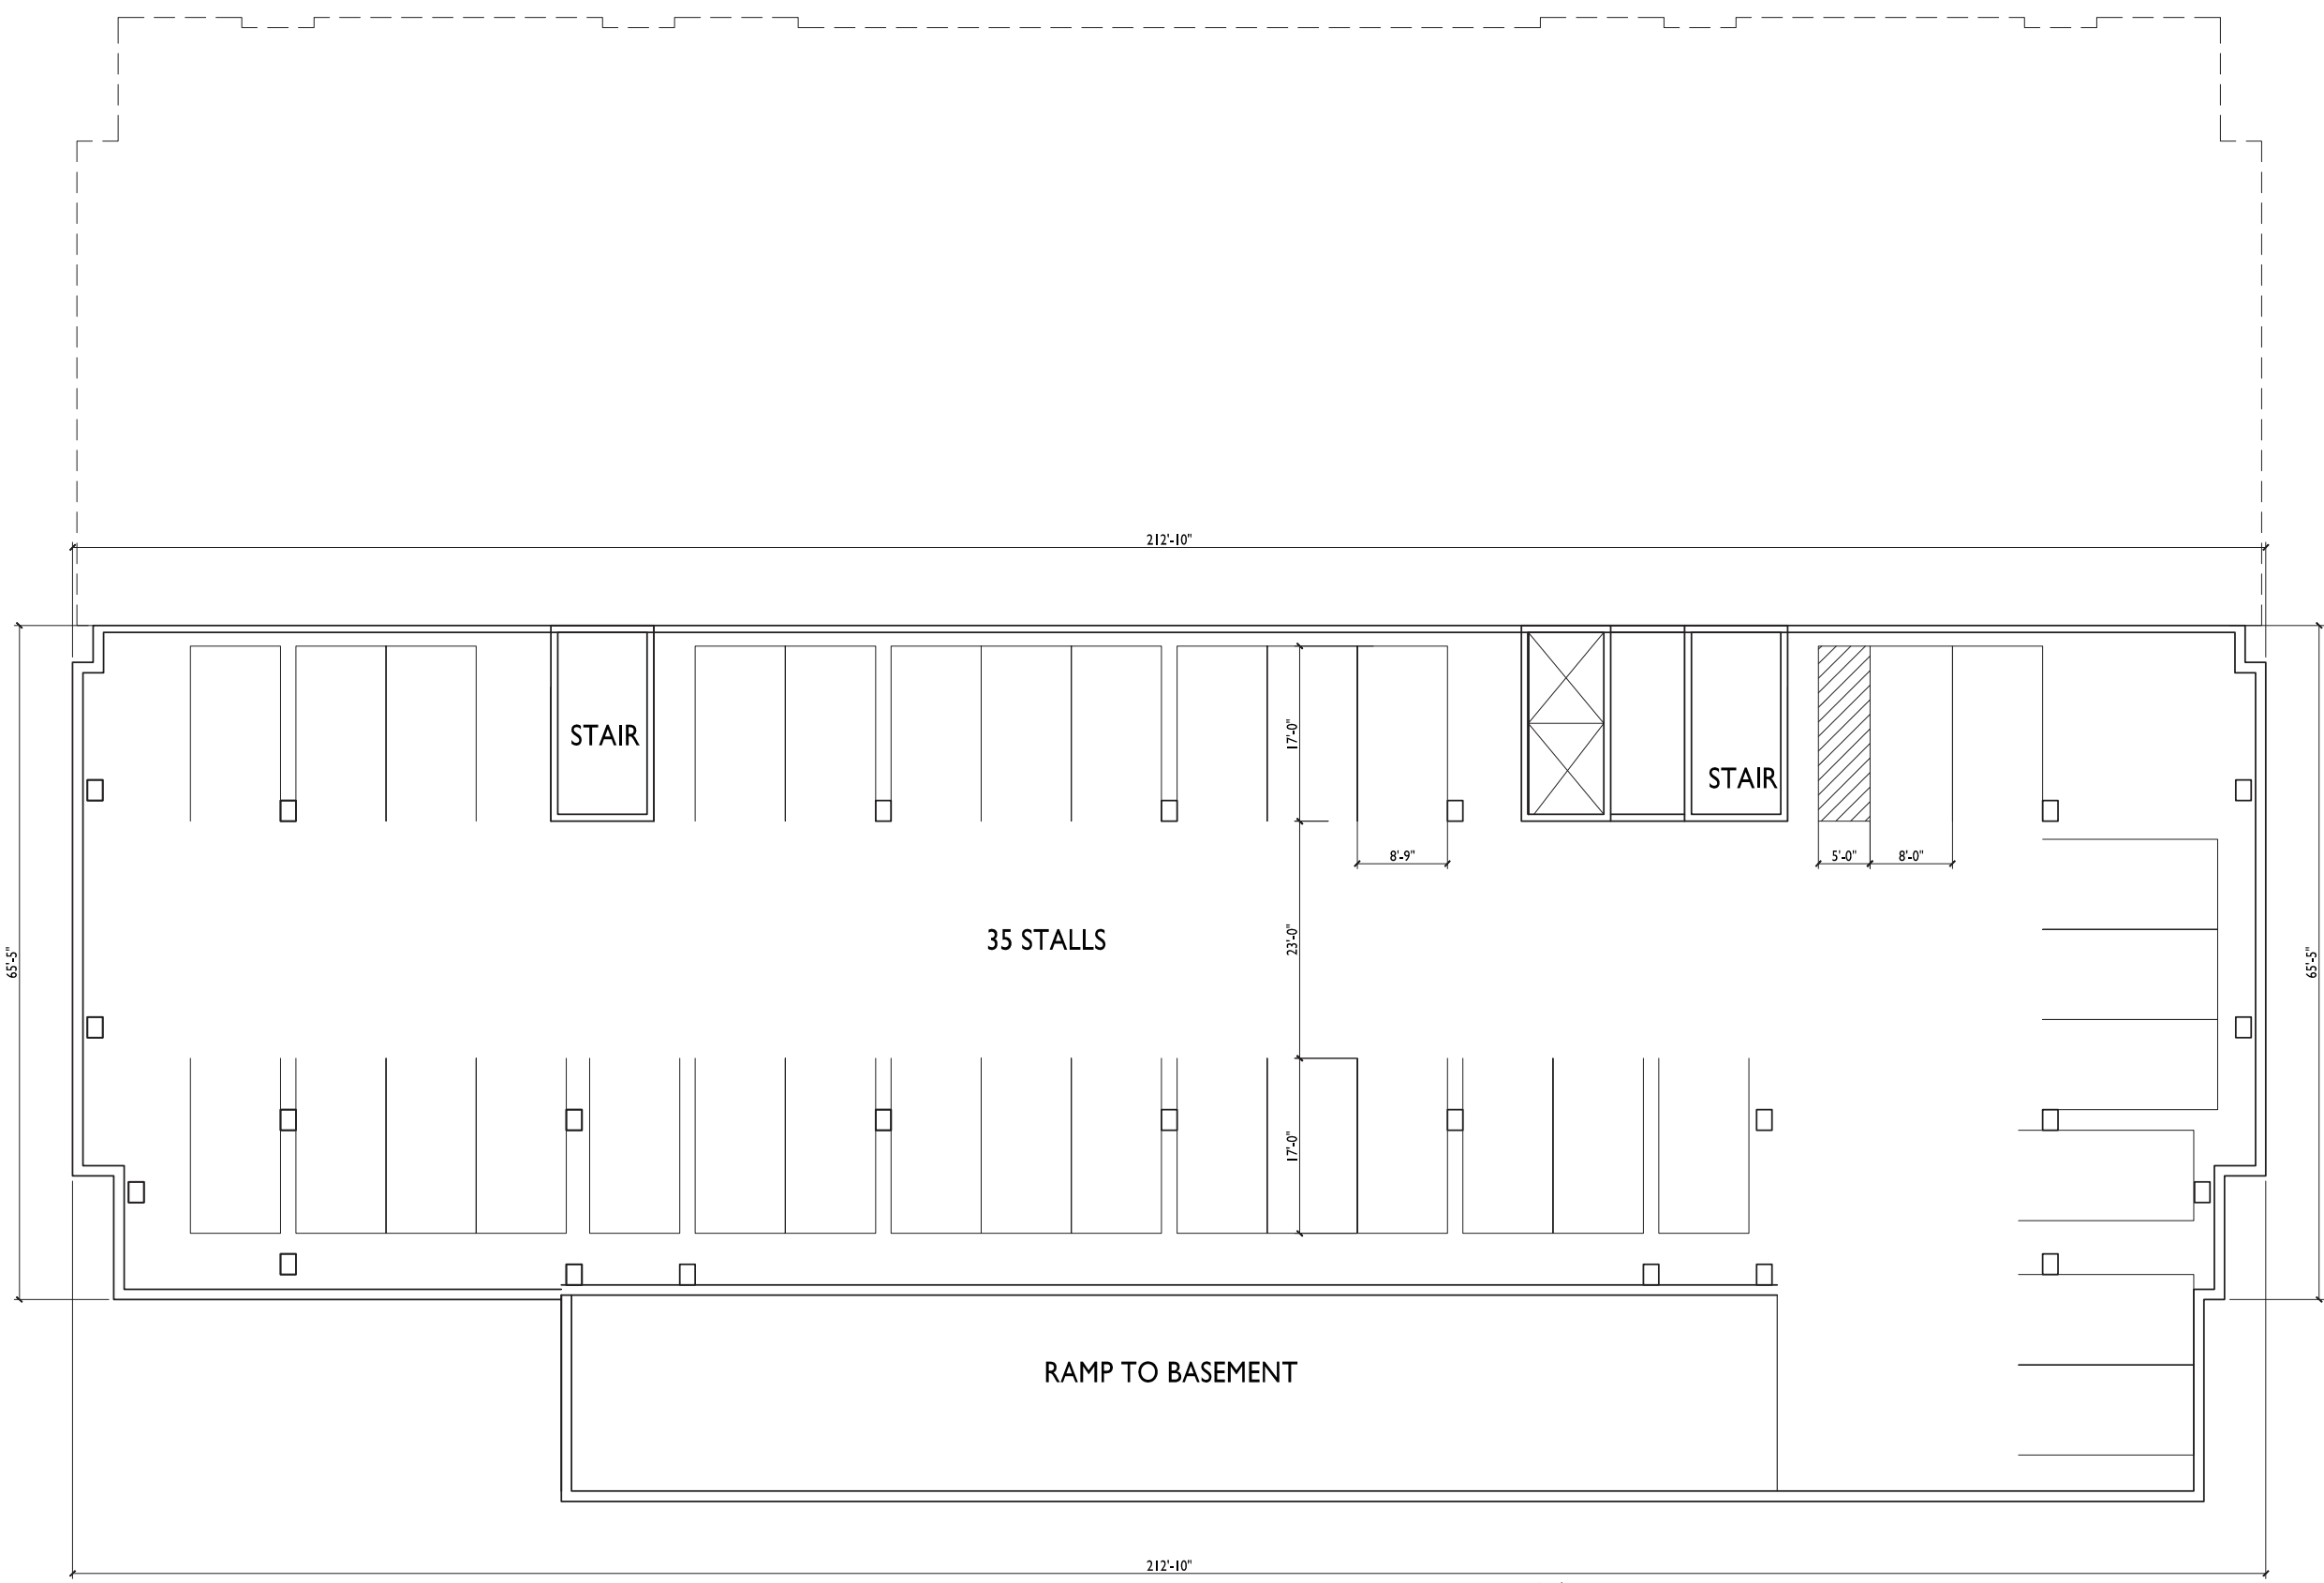 212'-10"
STAIR
17'-0"
STAIR
8'-9"
5'-0"
8'-0"
35 STALLS
23'-0"
65'-5"
65'-5"
17'-0"
RAMP TO BASEMENT
212'-10"